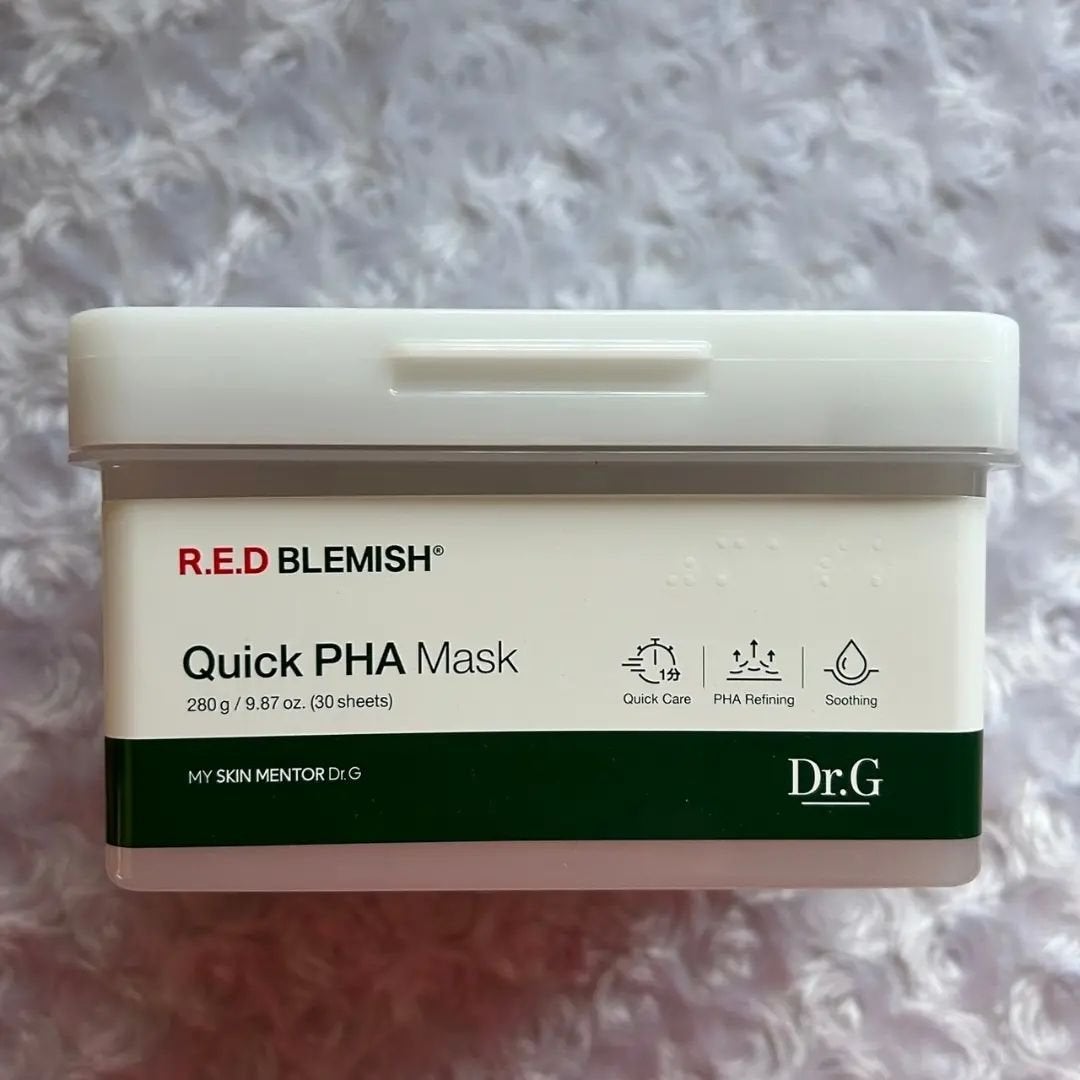 R.E.D BLEMISH®
Quick PHA Mask
280 g / 9.87 oz. (30 sheets)
1分
Quick Care
PHA Refining
Soothing
MY SKIN MENTOR Dr.G
Dr.G